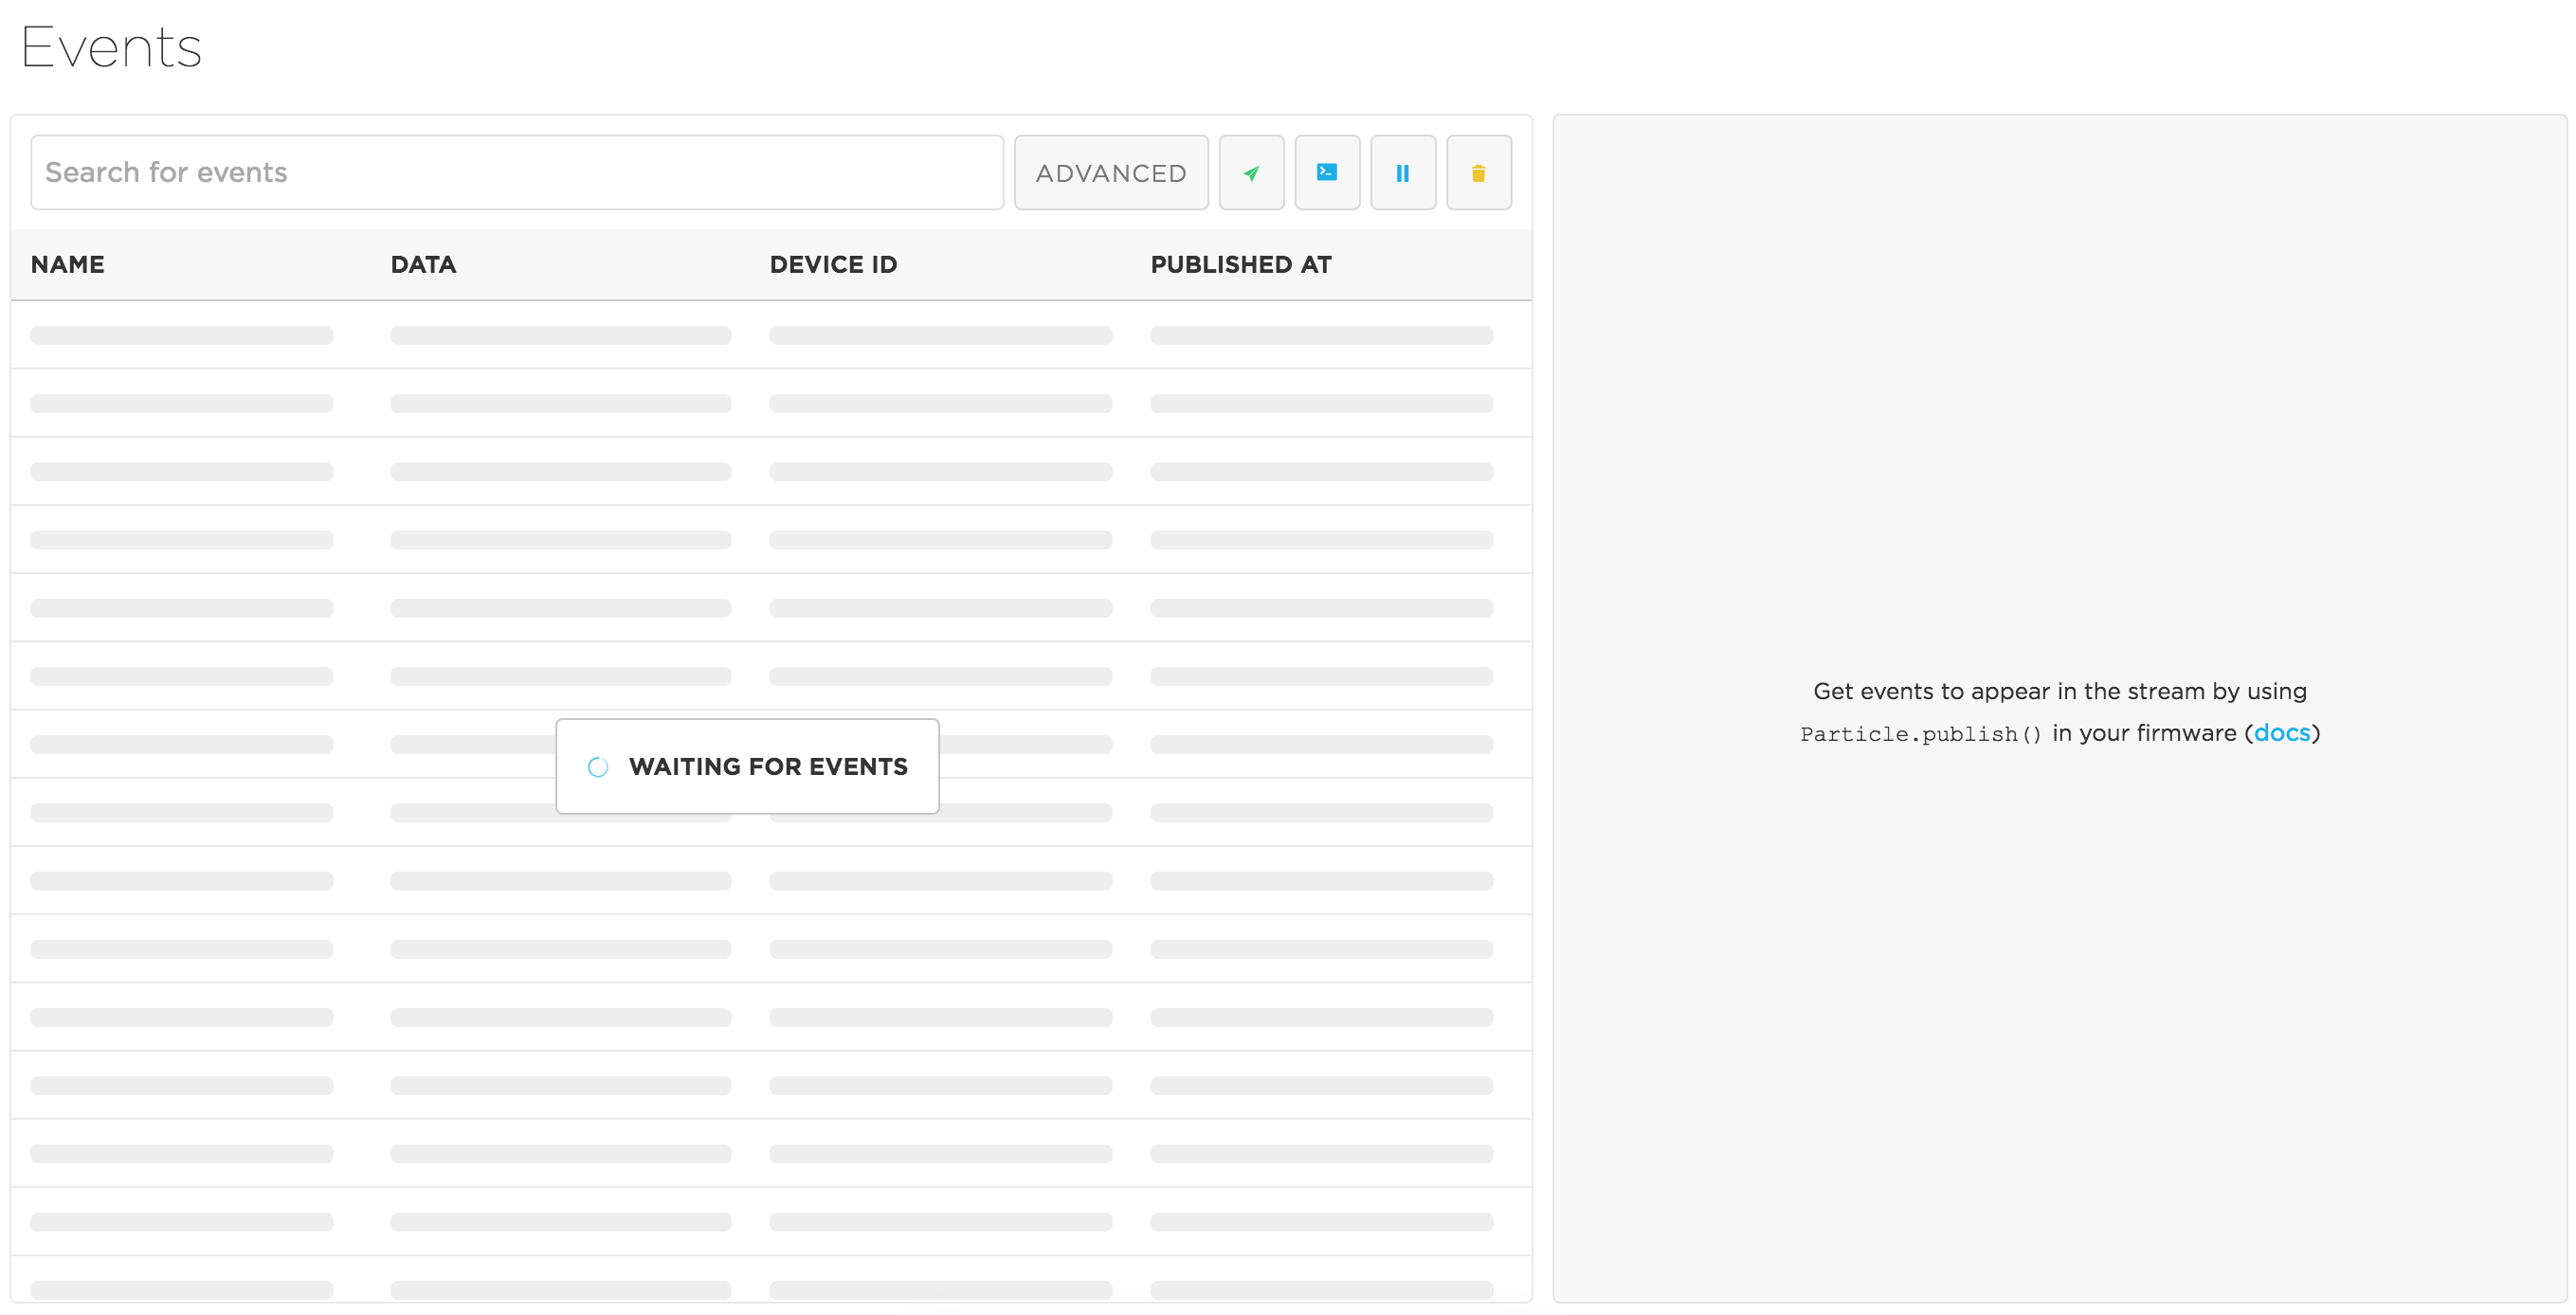 Events
Search for events
ADVANCED
NAME DATA DEVICE ID PUBLISHED AT
WAITING FOR EVENTS
Get events to appear in the stream by using
Particle.publish() in your firmware (docs)